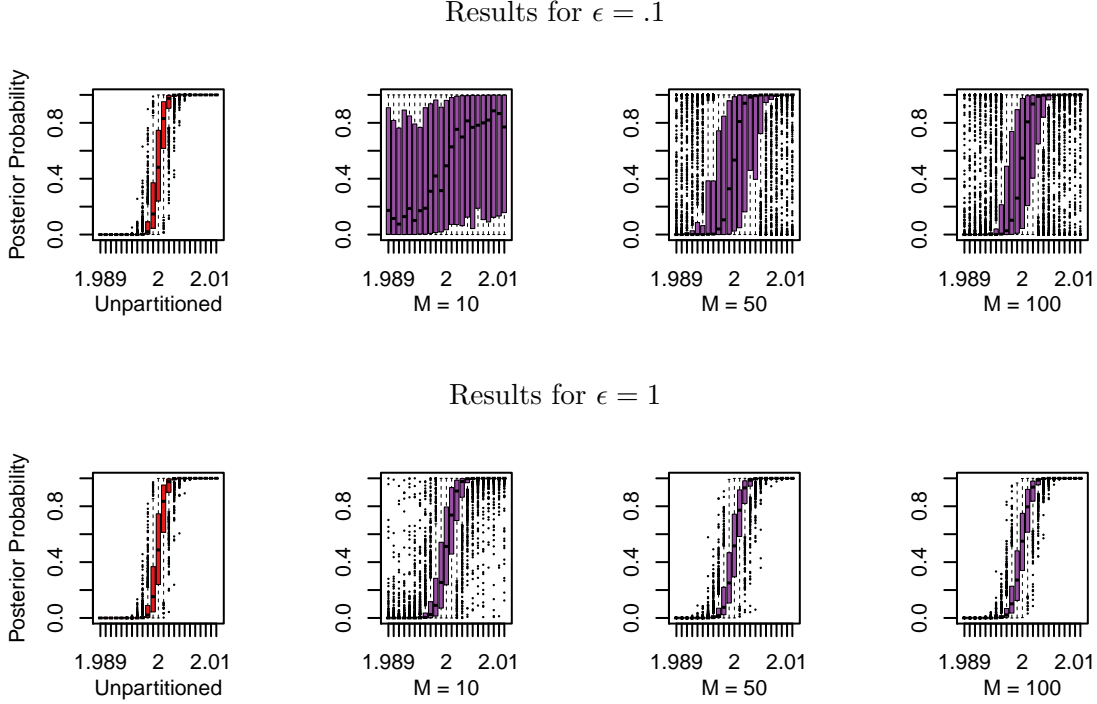 Results for ϵ = .1
Posterior Probability
0.0 0.4 0.8
1.989 2 2.01
Unpartitioned
0.0 0.4 0.8
1.989 2 2.01
M = 10
0.0 0.4 0.8
1.989 2 2.01
M = 50
0.0 0.4 0.8
1.989 2 2.01
M = 100
Results for ϵ = 1
Posterior Probability
0.0 0.4 0.8
1.989 2 2.01
Unpartitioned
0.0 0.4 0.8
1.989 2 2.01
M = 10
0.0 0.4 0.8
1.989 2 2.01
M = 50
0.0 0.4 0.8
1.989 2 2.01
M = 100